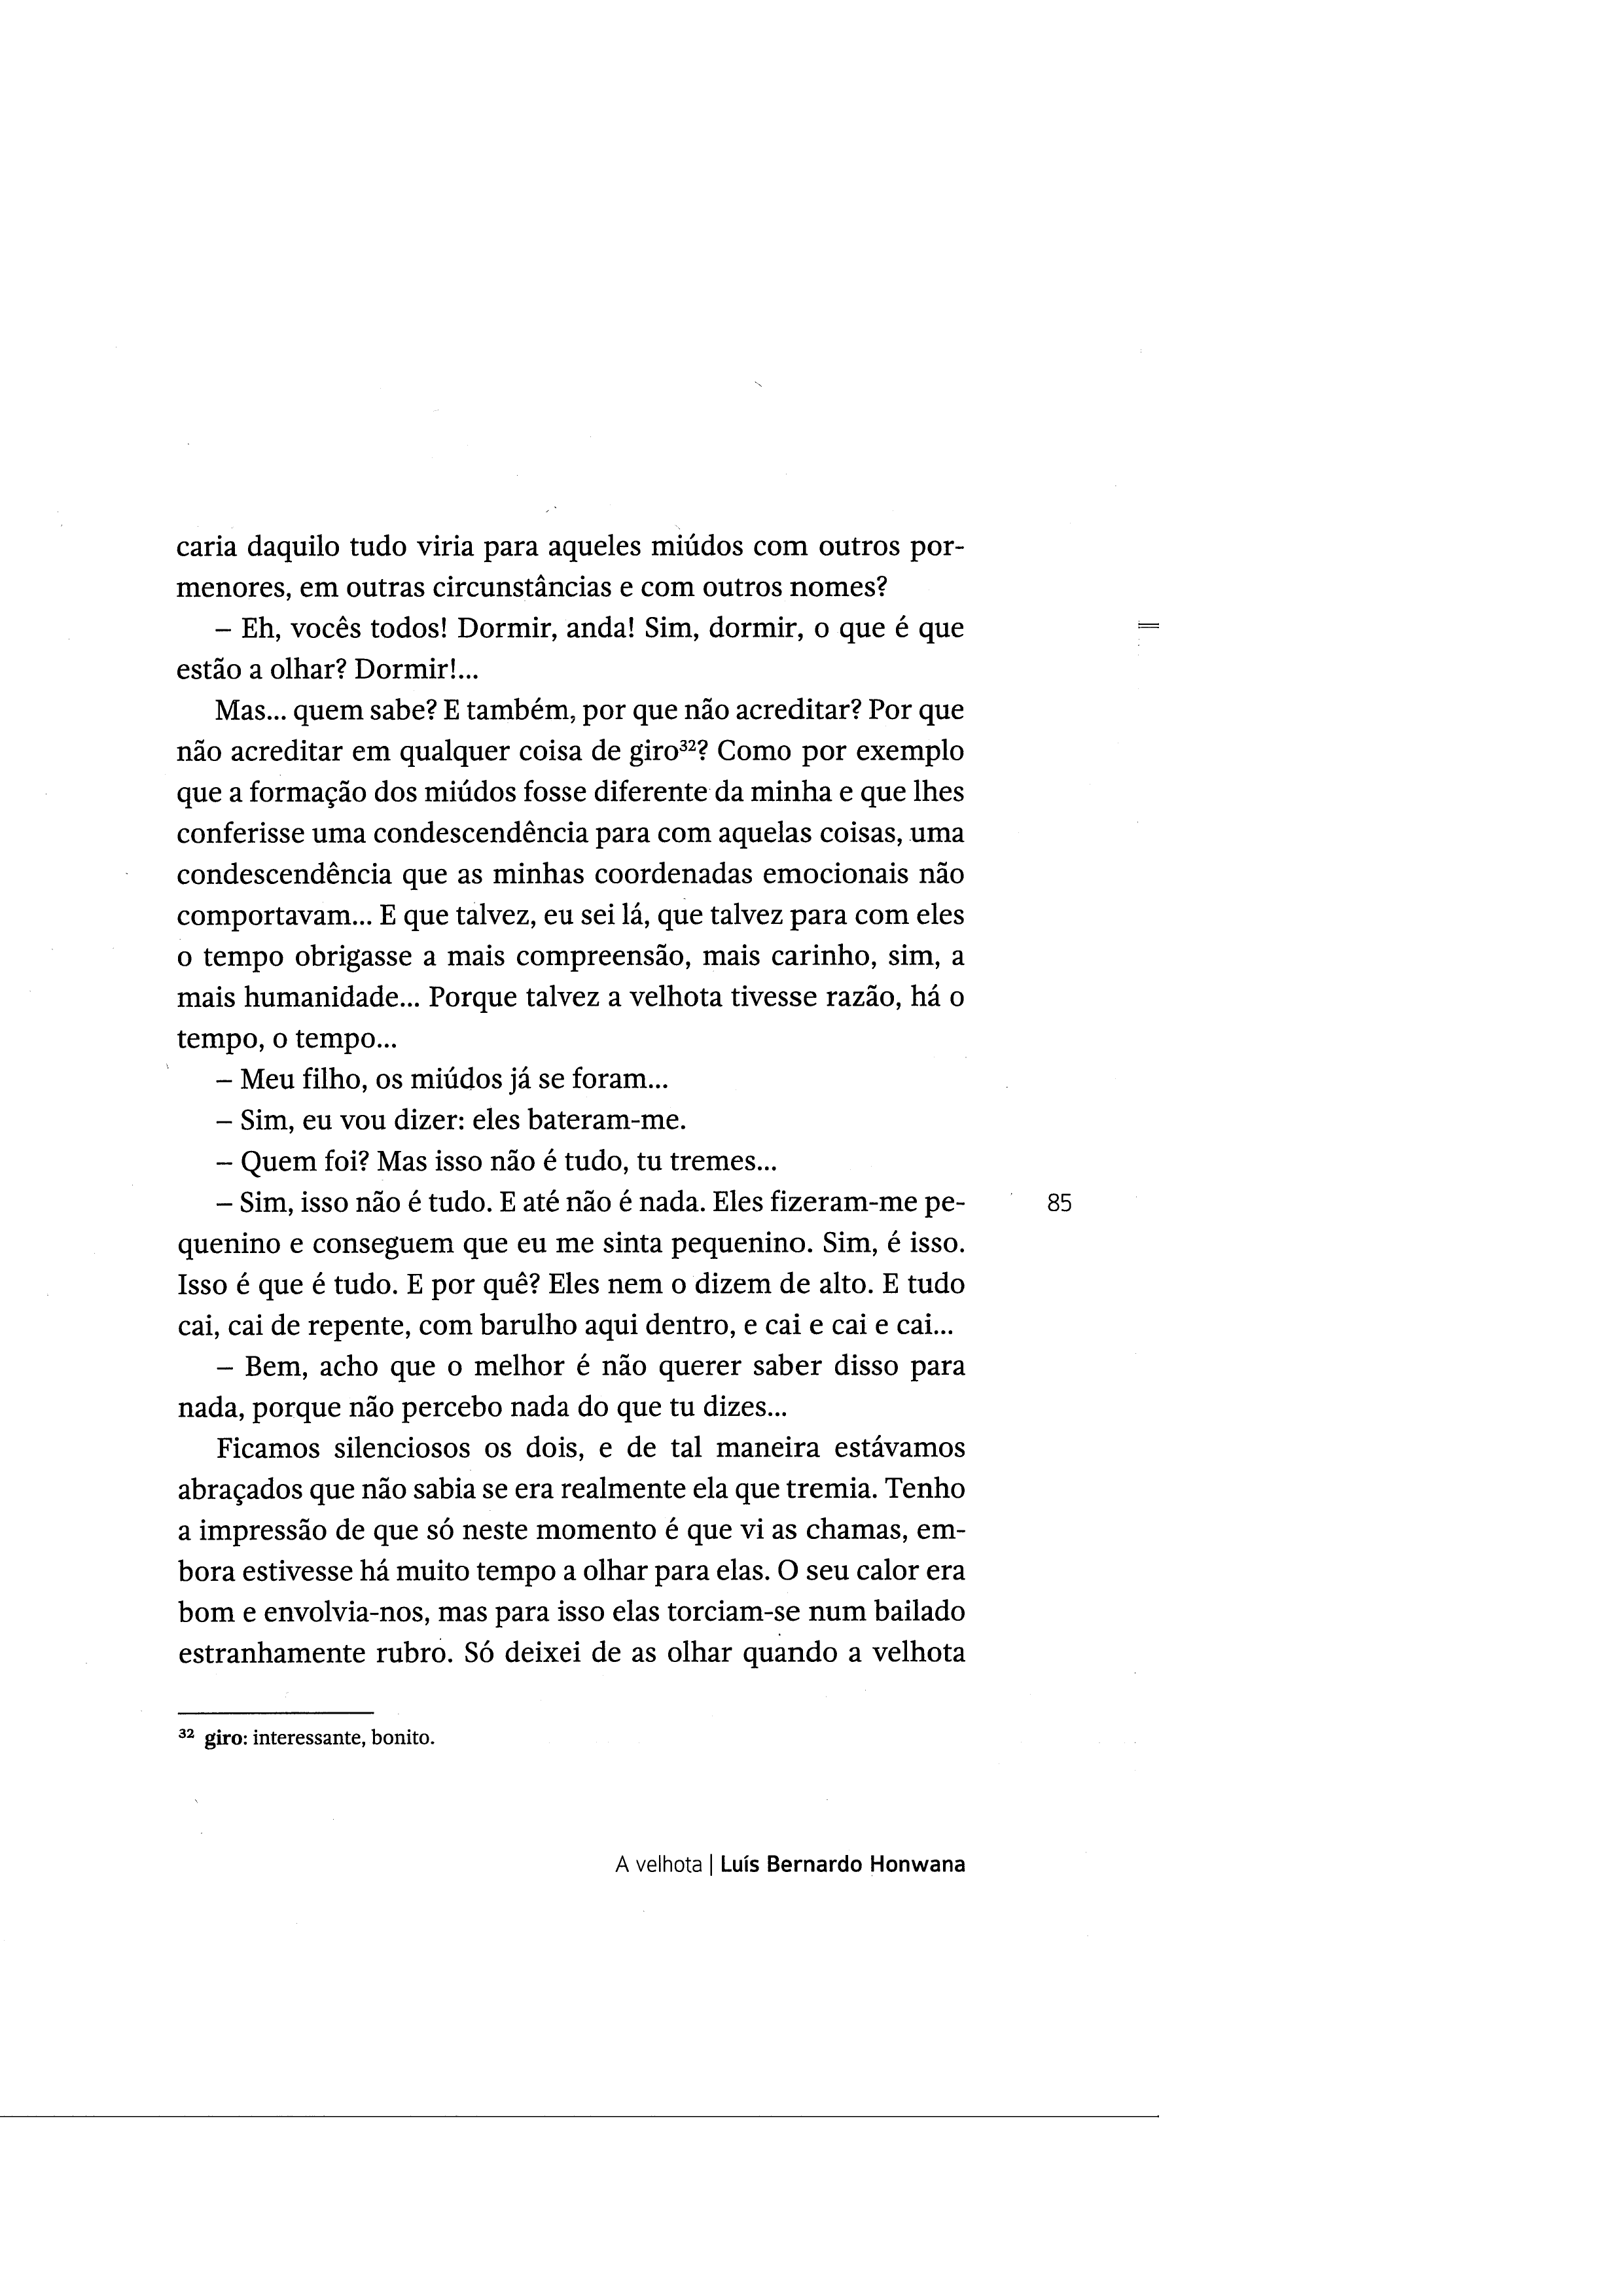 caria daquilo tudo viria para aqueles miúdos com outros por-
menores, em outras circunstâncias e com outros nomes?
– Eh, vocês todos! Dormir, anda! Sim, dormir, o que é que
estão a olhar? Dormir!...
Mas... quem sabe? E também, por que não acreditar? Por que
não acreditar em qualquer coisa de giro³²? Como por exemplo
que a formação dos miúdos fosse diferente da minha e que lhes
conferisse uma condescendência para com aquelas coisas, uma
condescendência que as minhas coordenadas emocionais não
comportavam... E que talvez, eu sei lá, que talvez para com eles
o tempo obrigasse a mais compreensão, mais carinho, sim, a
mais humanidade... Porque talvez a velhota tivesse razão, há o
tempo, o tempo...
– Meu filho, os miúdos já se foram...
– Sim, eu vou dizer: eles bateram-me.
– Quem foi? Mas isso não é tudo, tu tremes...
– Sim, isso não é tudo. E até não é nada. Eles fizeram-me pe-
quenino e conseguem que eu me sinta pequenino. Sim, é isso.
Isso é que é tudo. E por quê? Eles nem o dizem de alto. E tudo
cai, cai de repente, com barulho aqui dentro, e cai e cai e cai...
– Bem, acho que o melhor é não querer saber disso para
nada, porque não percebo nada do que tu dizes...
Ficamos silenciosos os dois, e de tal maneira estávamos
abraçados que não sabia se era realmente ela que tremia. Tenho
a impressão de que só neste momento é que vi as chamas, em-
bora estivesse há muito tempo a olhar para elas. O seu calor era
bom e envolvia-nos, mas para isso elas torciam-se num bailado
estranhamente rubro. Só deixei de as olhar quando a velhota
85
³² giro: interessante, bonito.
A velhota | Luís Bernardo Honwana